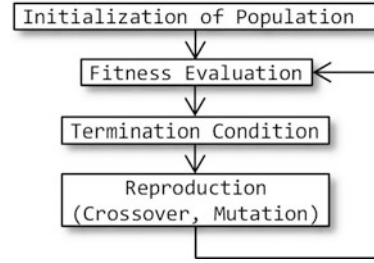 Initialization of Population
Fitness Evaluation
Termination Condition
Reproduction
(Crossover, Mutation)